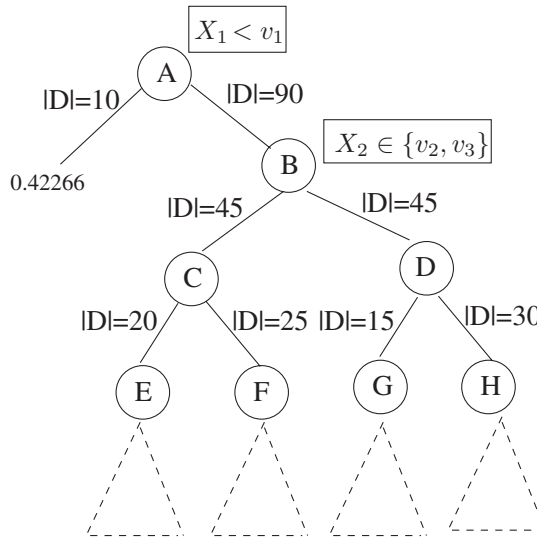 X₁ < v₁
A
|D|=10
|D|=90
X₂ ∈ {v₂, v₃}
B
0.42266
|D|=45
|D|=45
C
D
|D|=20
|D|=25
|D|=15
|D|=30
E
F
G
H